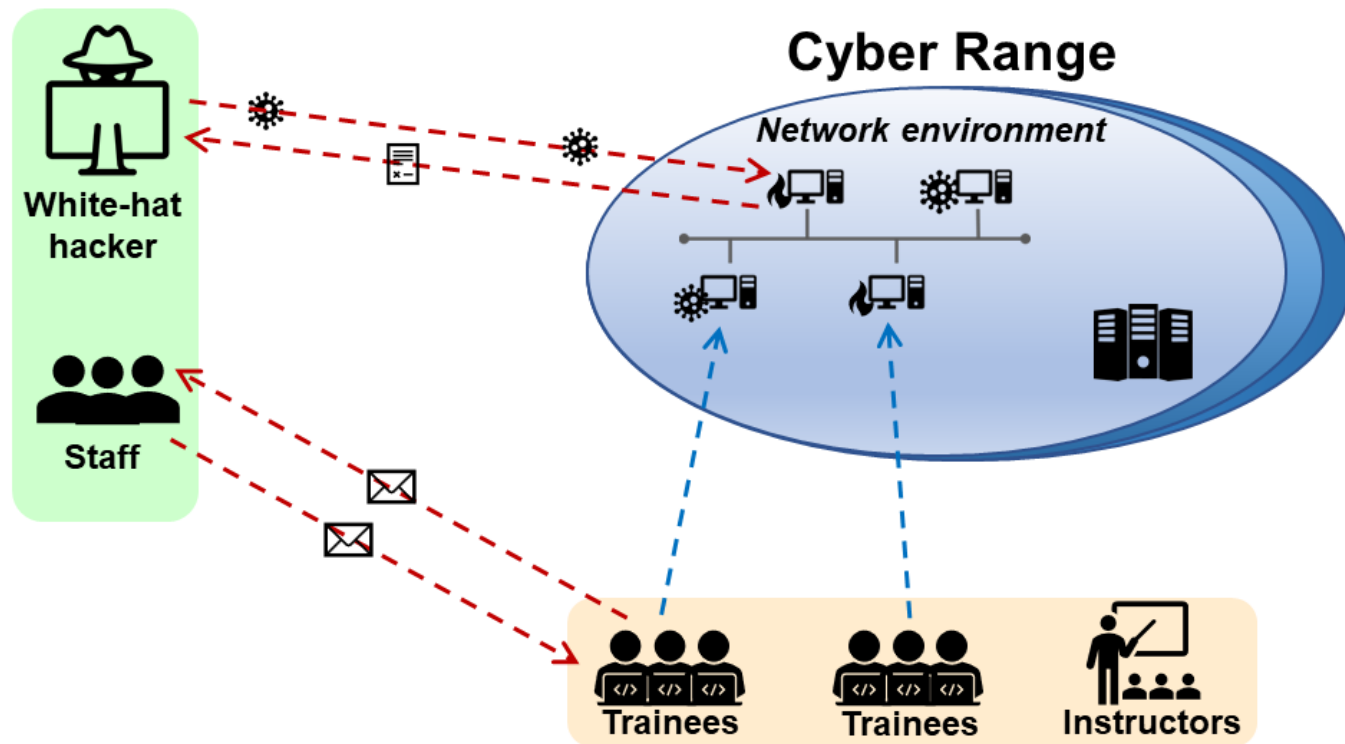 Cyber Range
Network environment
White-hat
hacker
Staff
</>
</>
</>
</>
</>
</>
Trainees
Trainees
Instructors